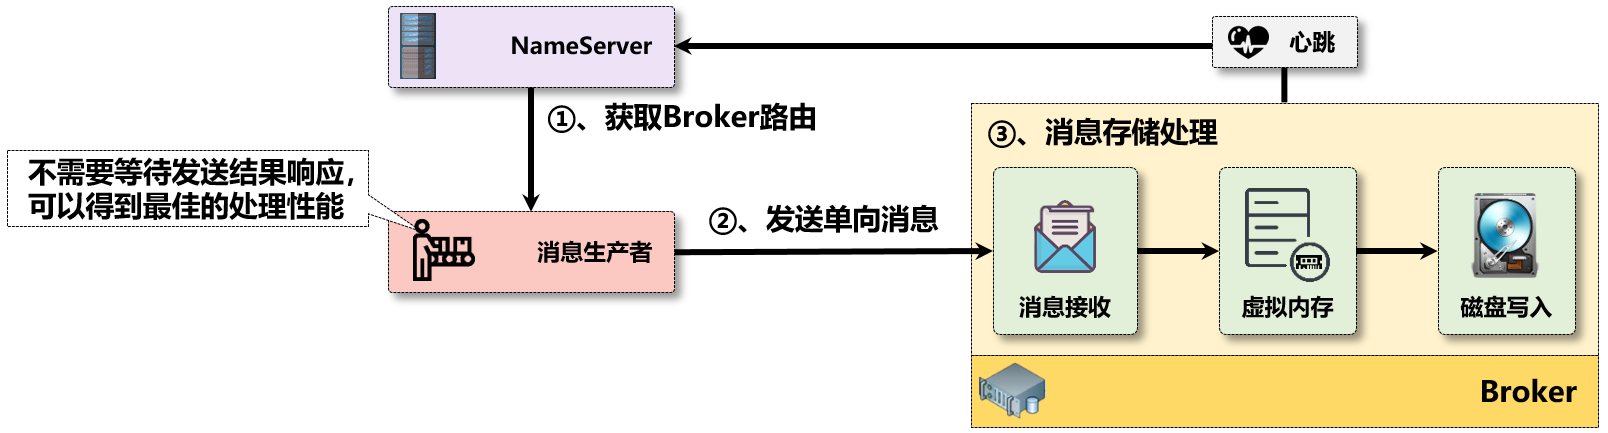 NameServer
心跳
①、获取Broker路由
③、消息存储处理
不需要等待发送结果响应，
可以得到最佳的处理性能
②、发送单向消息
消息生产者
消息接收
虚拟内存
磁盘写入
Broker